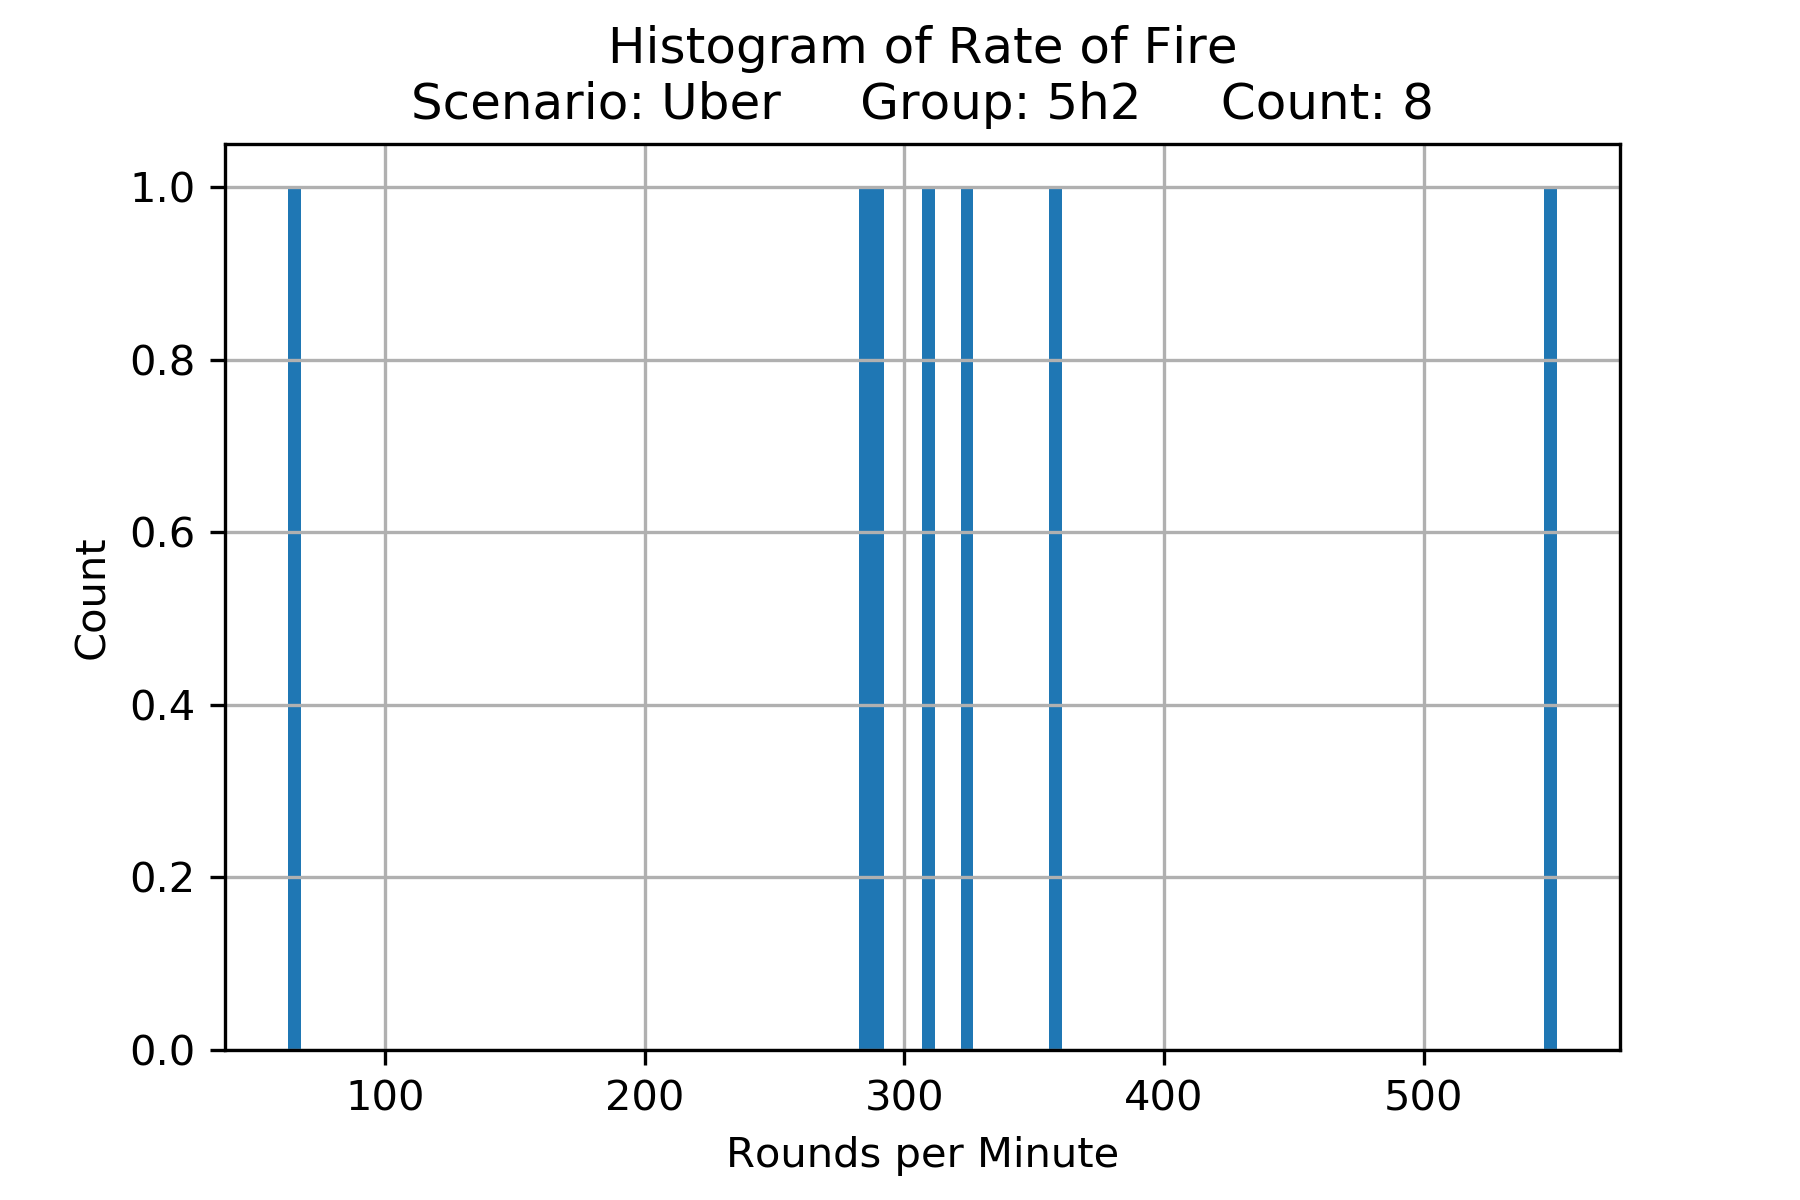 Histogram of Rate of Fire
Scenario: Uber     Group: 5h2     Count: 8
1.0
0.8
0.6
0.4
0.2
0.0
Count
100 200 300 400 500
Rounds per Minute